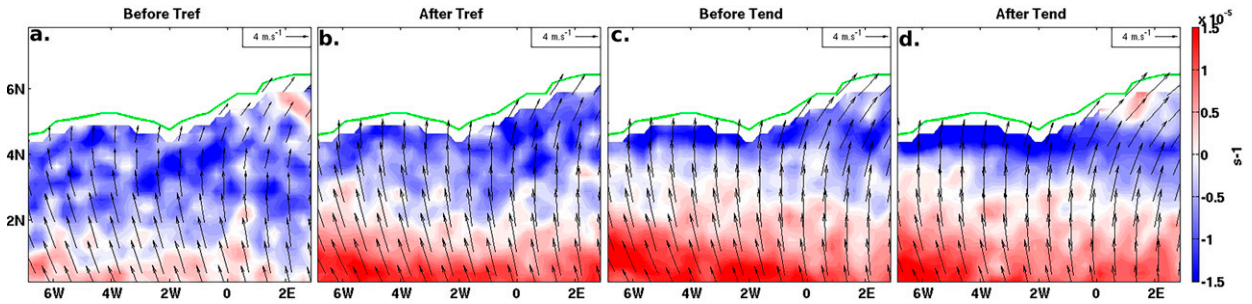 Before Tref After Tref Before Tend After Tend
a. b. c. d.
4 m.s⁻¹ 4 m.s⁻¹ 4 m.s⁻¹ 4 m.s⁻¹
x 10⁻⁵
1.5
1
0.5
0
-0.5
-1
-1.5
s-1
6N
4N
2N
6W 4W 2W 0 2E 6W 4W 2W 0 2E 6W 4W 2W 0 2E 6W 4W 2W 0 2E